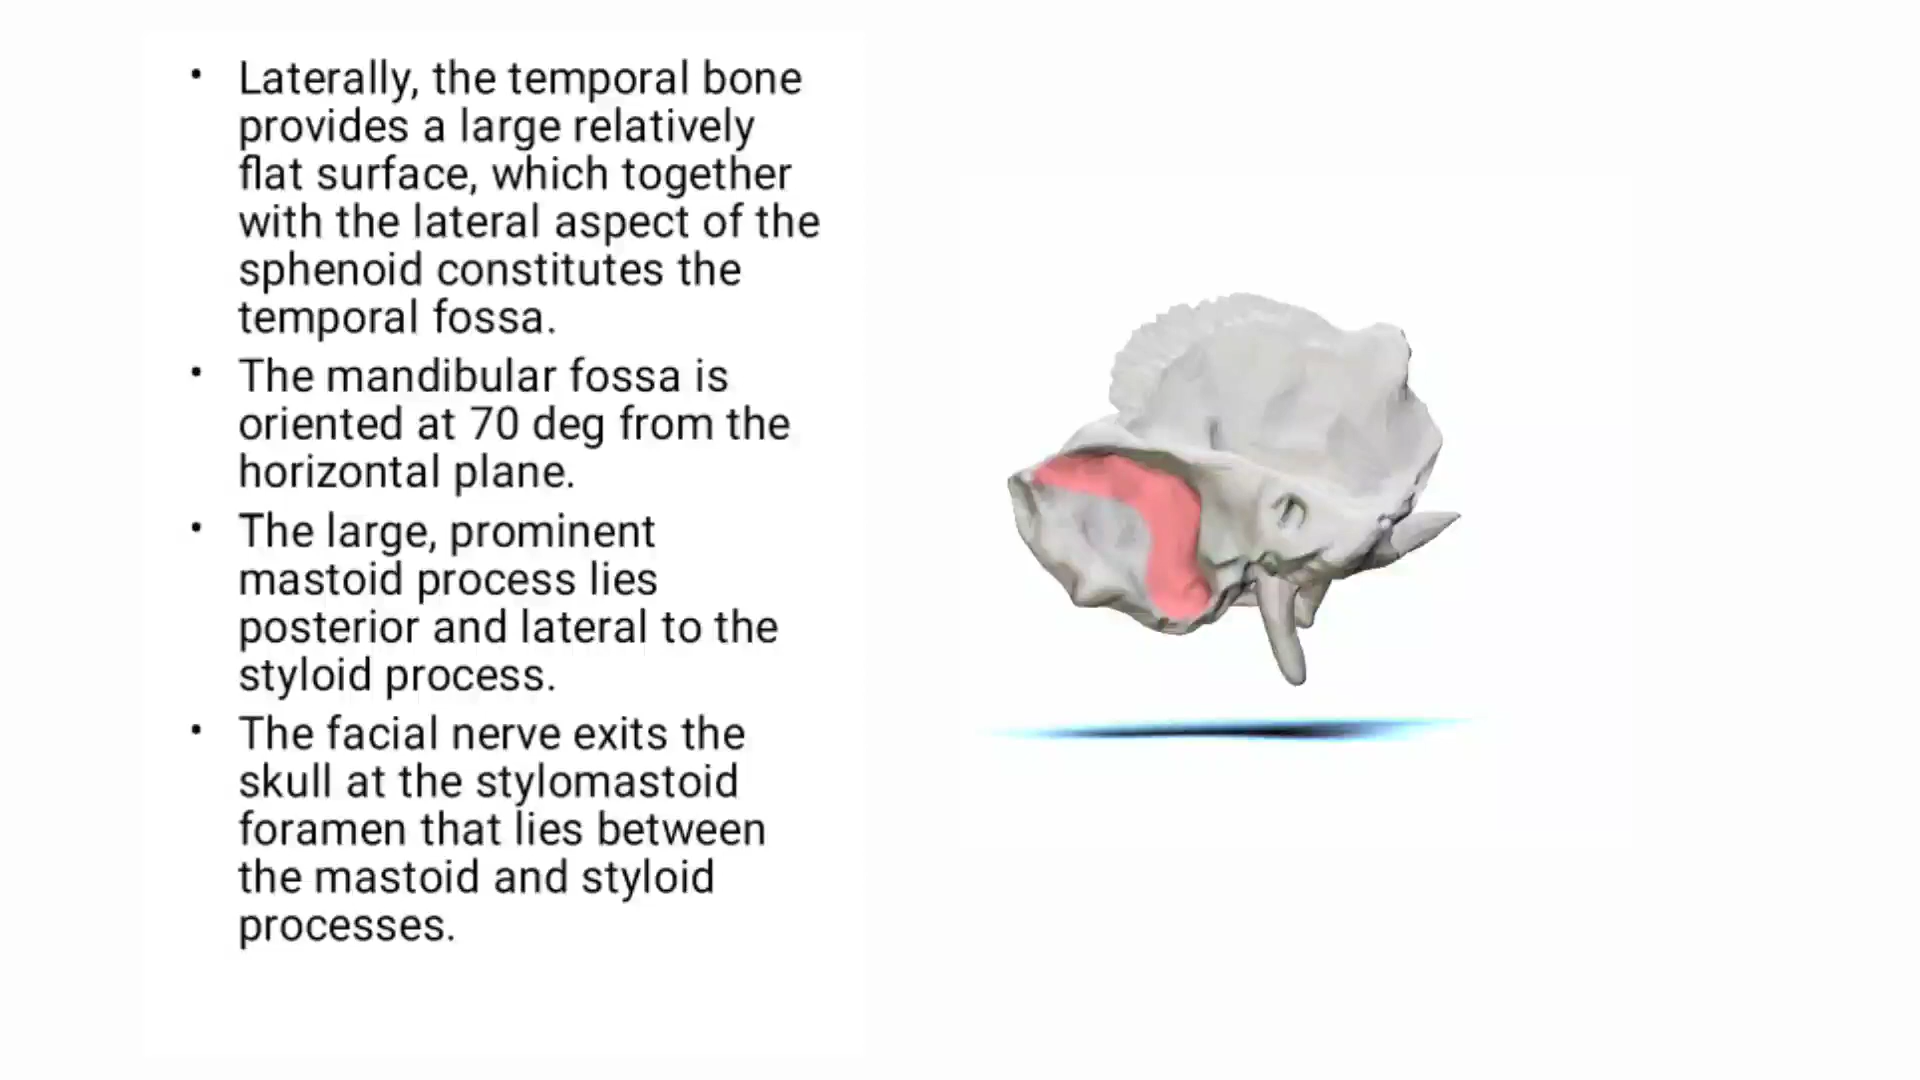 • Laterally, the temporal bone
provides a large relatively
flat surface, which together
with the lateral aspect of the
sphenoid constitutes the
temporal fossa.
• The mandibular fossa is
oriented at 70 deg from the
horizontal plane.
• The large, prominent
mastoid process lies
posterior and lateral to the
styloid process.
• The facial nerve exits the
skull at the stylomastoid
foramen that lies between
the mastoid and styloid
processes.